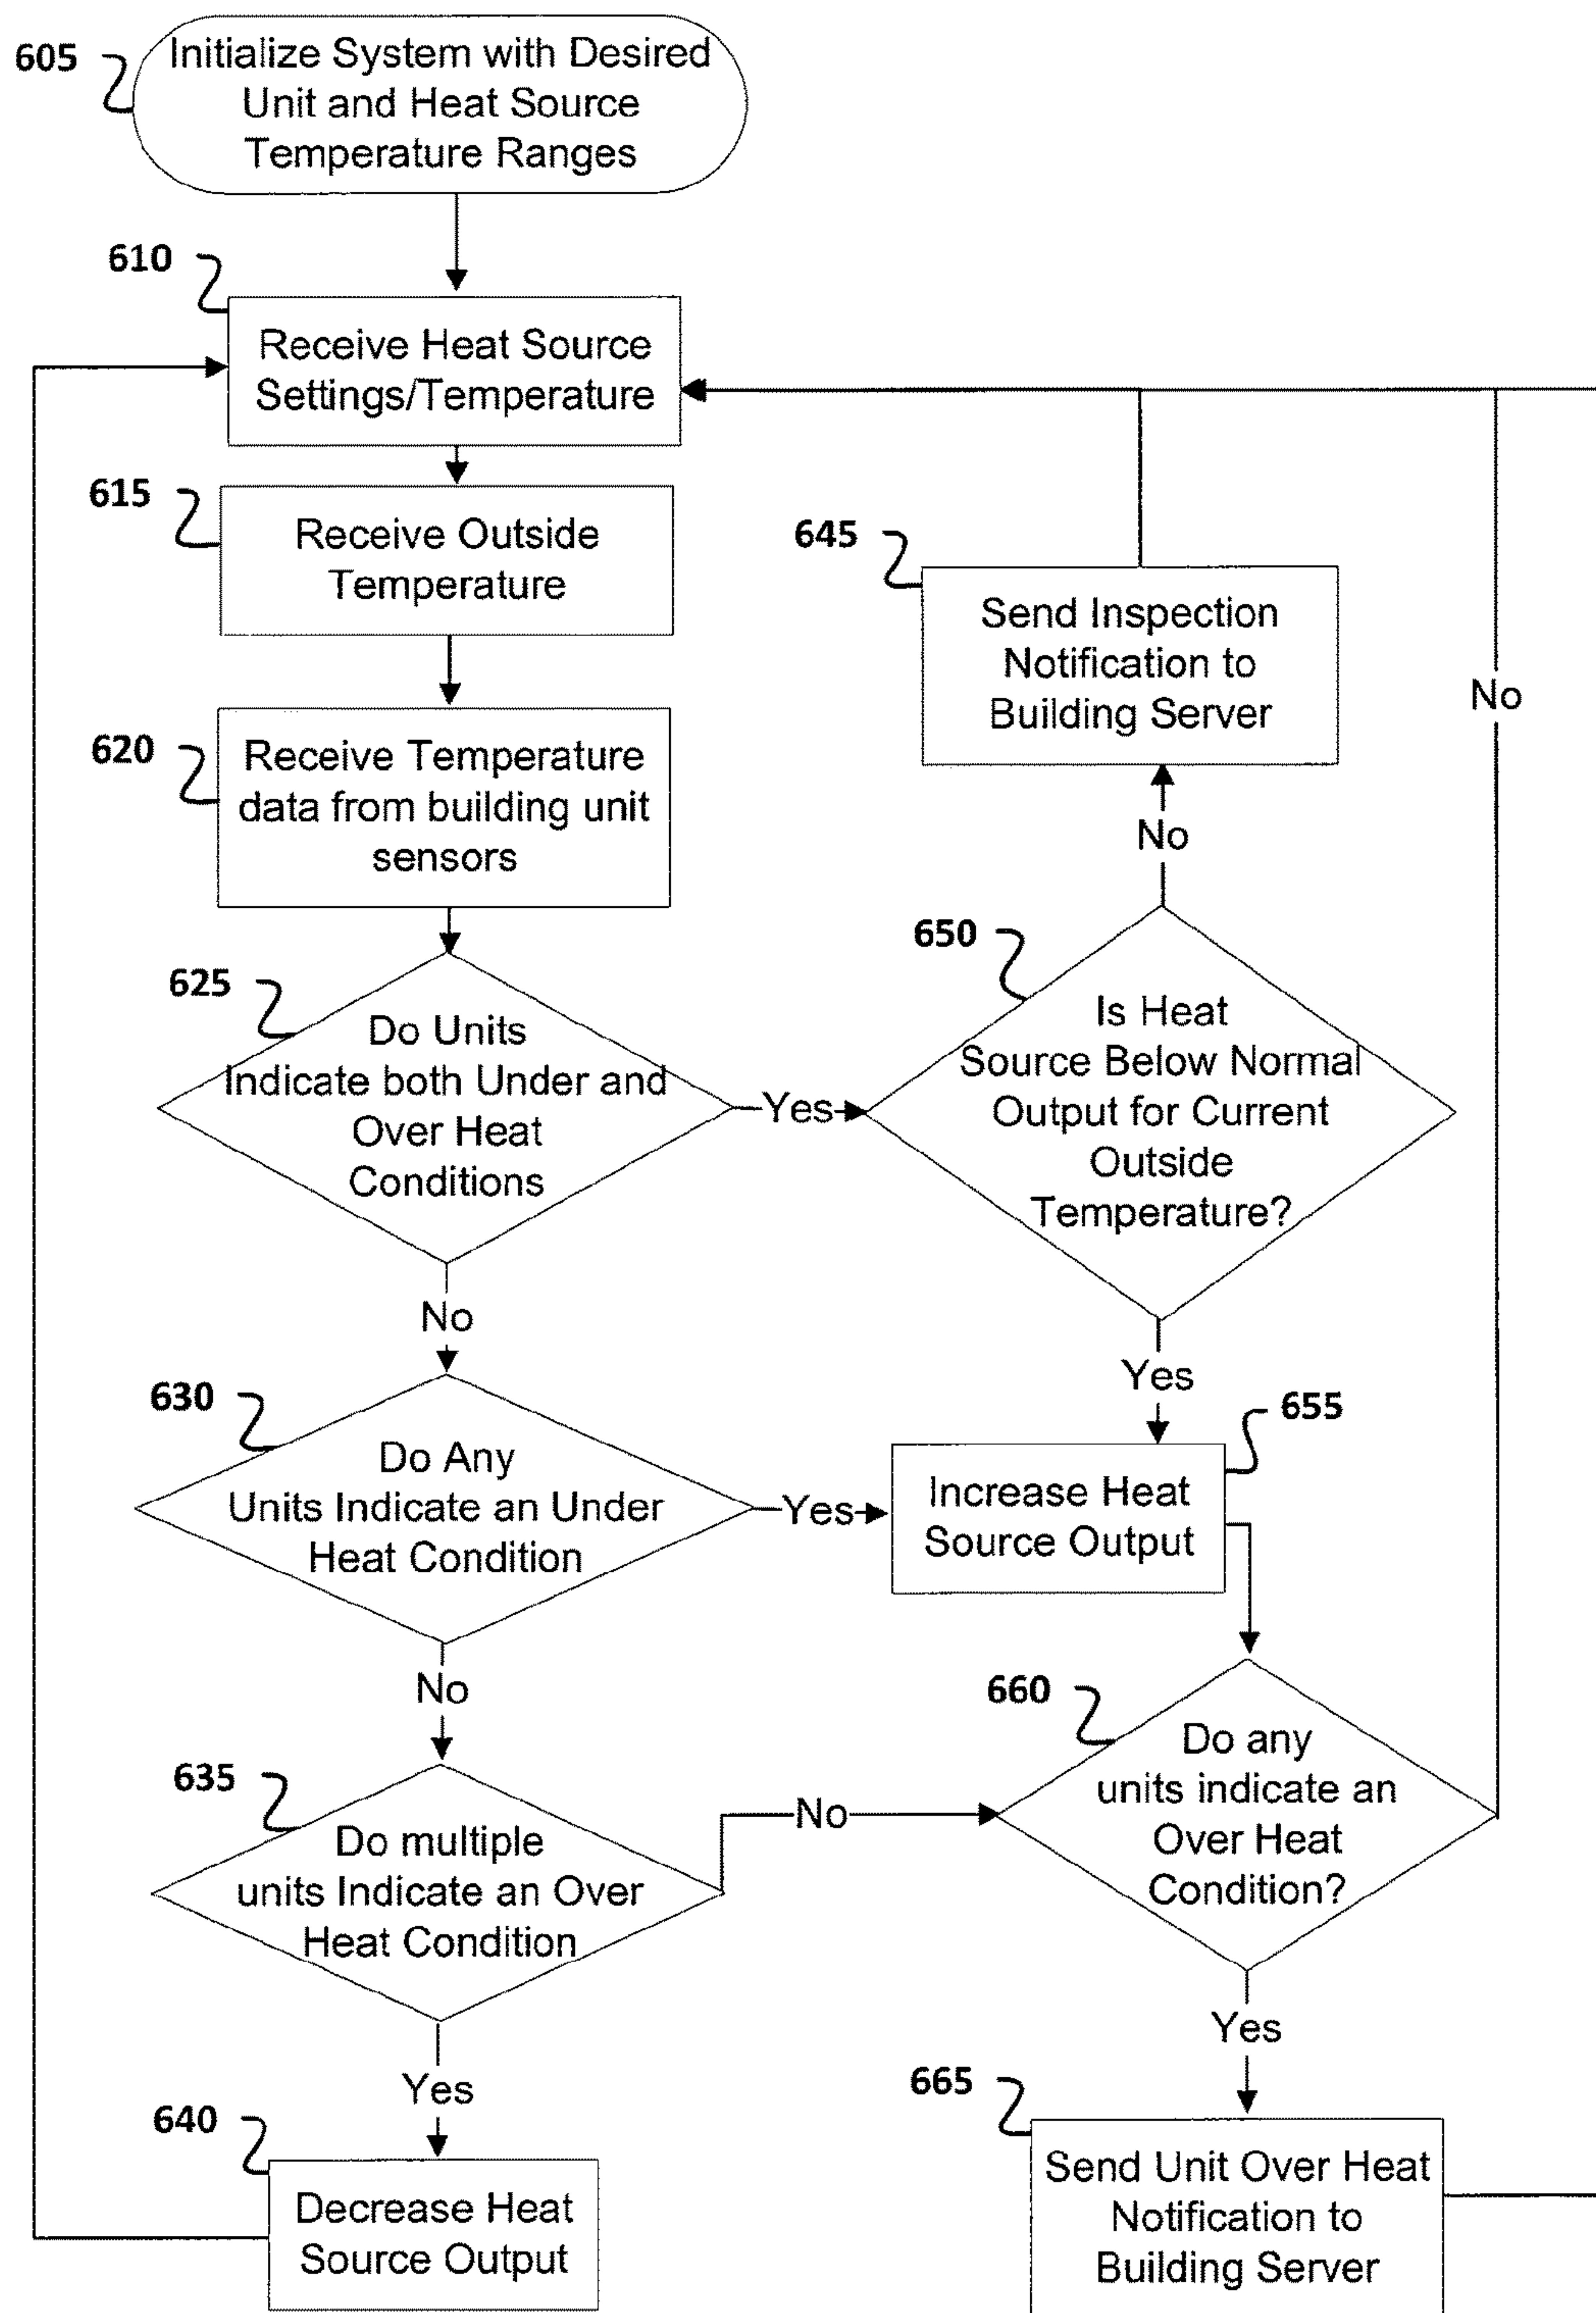 605
Initialize System with Desired
Unit and Heat Source
Temperature Ranges
610
Receive Heat Source
Settings/Temperature
615
Receive Outside
Temperature
645
Send Inspection
Notification to
Building Server
No
620
Receive Temperature
data from building unit
sensors
No
650
625
Do Units
Indicate both Under and
Over Heat
Conditions
Yes
Is Heat
Source Below Normal
Output for Current
Outside
Temperature?
No
Yes
630
Do Any
Units Indicate an Under
Heat Condition
Yes
655
Increase Heat
Source Output
No
660
Do any
units indicate an
Over Heat
Condition?
635
Do multiple
units Indicate an Over
Heat Condition
No
Yes
Yes
640
Decrease Heat
Source Output
665
Send Unit Over Heat
Notification to
Building Server